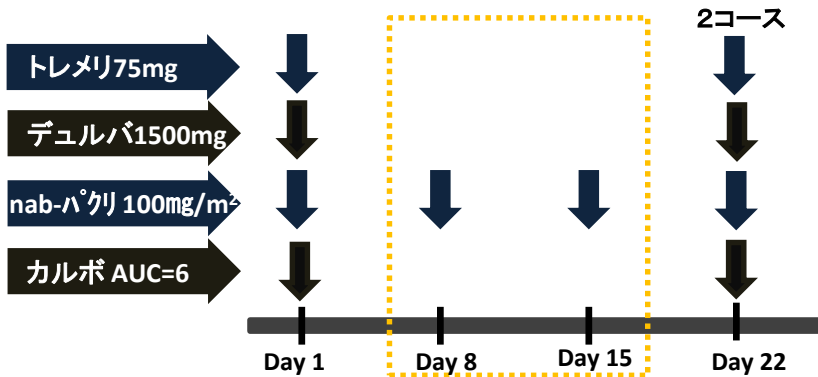 2コース
トレメリ75mg
デュルバ1500mg
nab-パクリ 100mg/m²
カルボ AUC=6
Day 1
Day 8
Day 15
Day 22